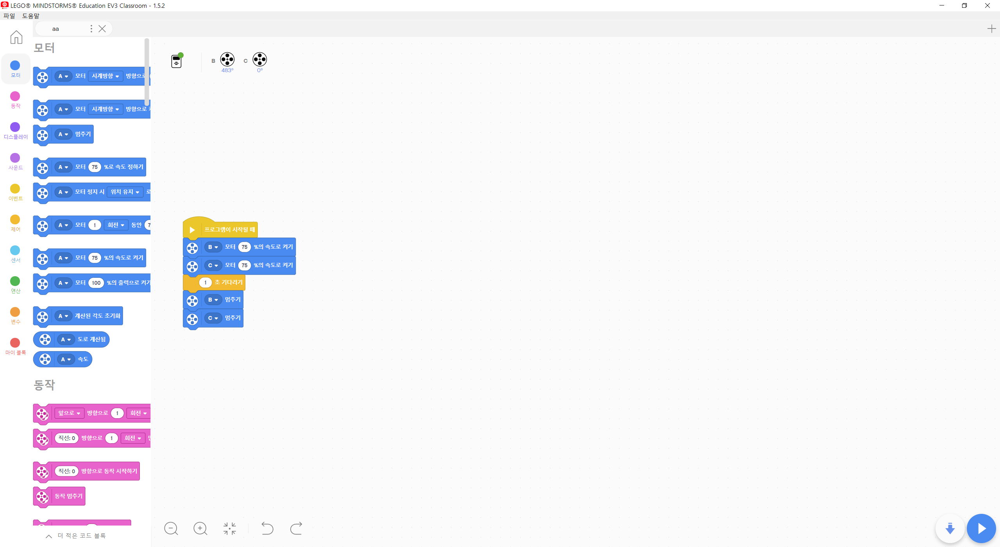 LEGO® MINDSTORMS® Education EV3 Classroom - 1.5.2
파일 도움말
aa
모터
동작
디스플레이
사운드
이벤트
제어
센서
연산
변수
마이 블록
모터
A 모터 시계방향 방향으로
A 모터 시계방향 방향으로
A 멈추기
A 모터 75 %로 속도 정하기
A 모터 정지 시 위치 유지 로
A 모터 1 회전 동안 7
A 모터 75 %의 속도로 켜기
A 모터 100 %의 출력으로 켜기
A 계산된 각도 초기화
A 도로 계산됨
A 속도
동작
앞으로 방향으로 1 회전
직선: 0 방향으로 1 회전
직선: 0 방향으로 동작 시작하기
동작 멈추기
더 적은 코드 블록
B 483° C 0°
프로그램이 시작될 때
B 모터 75 %의 속도로 켜기
C 모터 75 %의 속도로 켜기
1 초 기다리기
B 멈추기
C 멈추기